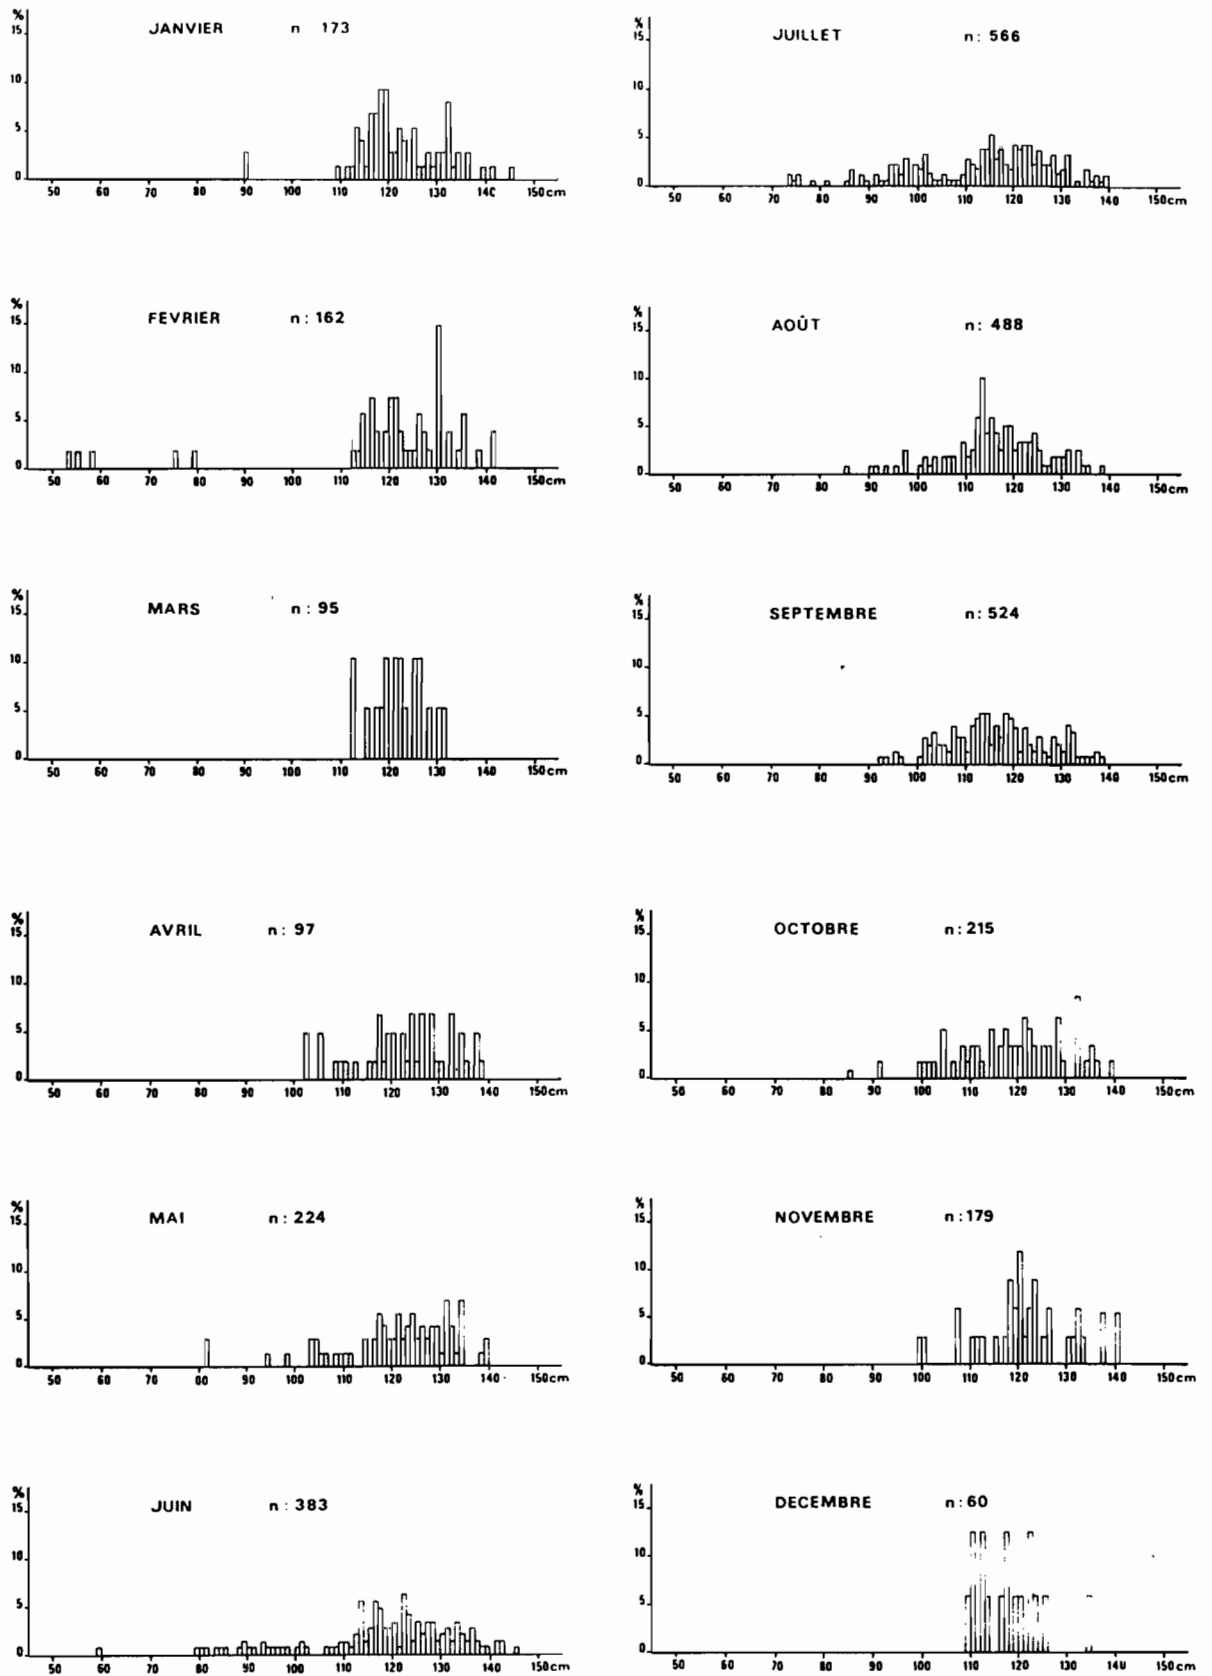 %
JANVIER n 173
15
10
5
0
50 60 70 80 90 100 110 120 130 140 150cm
%
FEVRIER n: 162
15
10
5
0
50 60 70 80 90 100 110 120 130 140 150cm
%
MARS n: 95
15
10
5
0
50 60 70 80 90 100 110 120 130 140 150cm
%
AVRIL n: 97
15
10
5
0
50 60 70 80 90 100 110 120 130 140 150cm
%
MAI n: 224
15
10
5
0
50 60 70 80 90 100 110 120 130 140 150cm
%
JUIN n: 383
15
10
5
0
50 60 70 80 90 100 110 120 130 140 150cm
%
JUILLET n: 566
15
10
5
0
50 60 70 80 90 100 110 120 130 140 150cm
%
AOÛT n: 488
15
10
5
0
50 60 70 80 90 100 110 120 130 140 150cm
%
SEPTEMBRE n: 524
15
10
5
0
50 60 70 80 90 100 110 120 130 140 150cm
%
OCTOBRE n: 215
15
10
5
0
50 60 70 80 90 100 110 120 130 140 150cm
%
NOVEMBRE n: 179
15
10
5
0
50 60 70 80 90 100 110 120 130 140 150cm
%
DECEMBRE n: 60
15
10
5
0
50 60 70 80 90 100 110 120 130 140 150cm